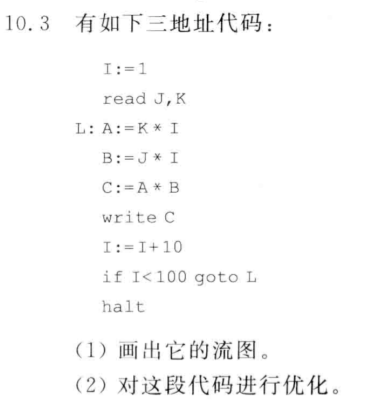 10.3 有如下三地址代码：
I:=1
read J,K
L: A:=K * I
B:=J * I
C:=A * B
write C
I:=I+10
if I<100 goto L
halt
(1) 画出它的流图。
(2) 对这段代码进行优化。